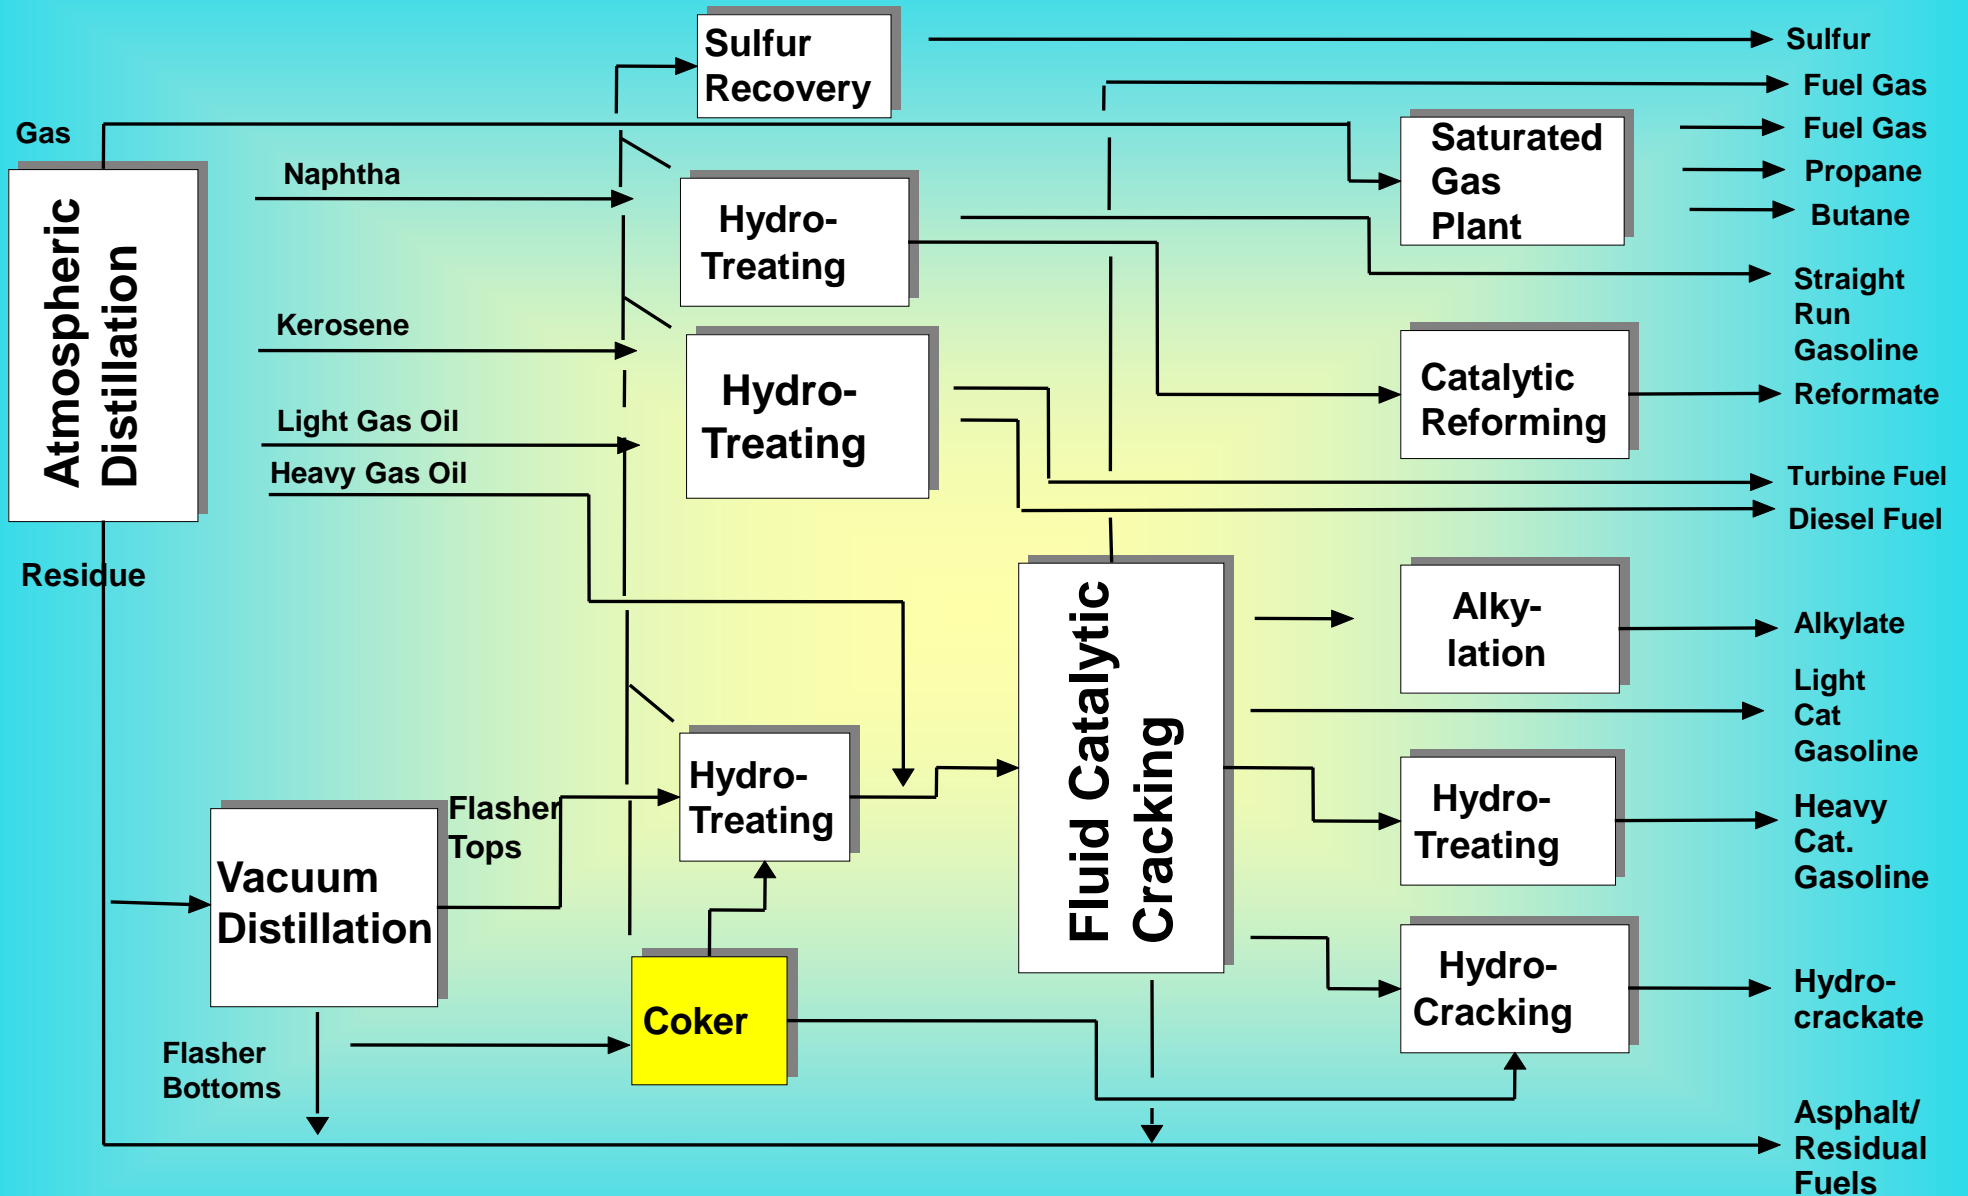 Sulfur
Recovery
Sulfur
Fuel Gas
Gas
Saturated
Gas
Plant
Fuel Gas
Propane
Butane
Naphtha
Hydro-
Treating
Atmospheric
Distillation
Straight
Run
Gasoline
Kerosene
Hydro-
Treating
Catalytic
Reforming
Reformate
Light Gas Oil
Heavy Gas Oil
Turbine Fuel
Diesel Fuel
Residue
Fluid Catalytic
Cracking
Alky-
lation
Alkylate
Light
Cat
Gasoline
Hydro-
Treating
Flasher
Tops
Hydro-
Treating
Heavy
Cat.
Gasoline
Vacuum
Distillation
Coker
Hydro-
Cracking
Hydro-
crackate
Flasher
Bottoms
Asphalt/
Residual
Fuels